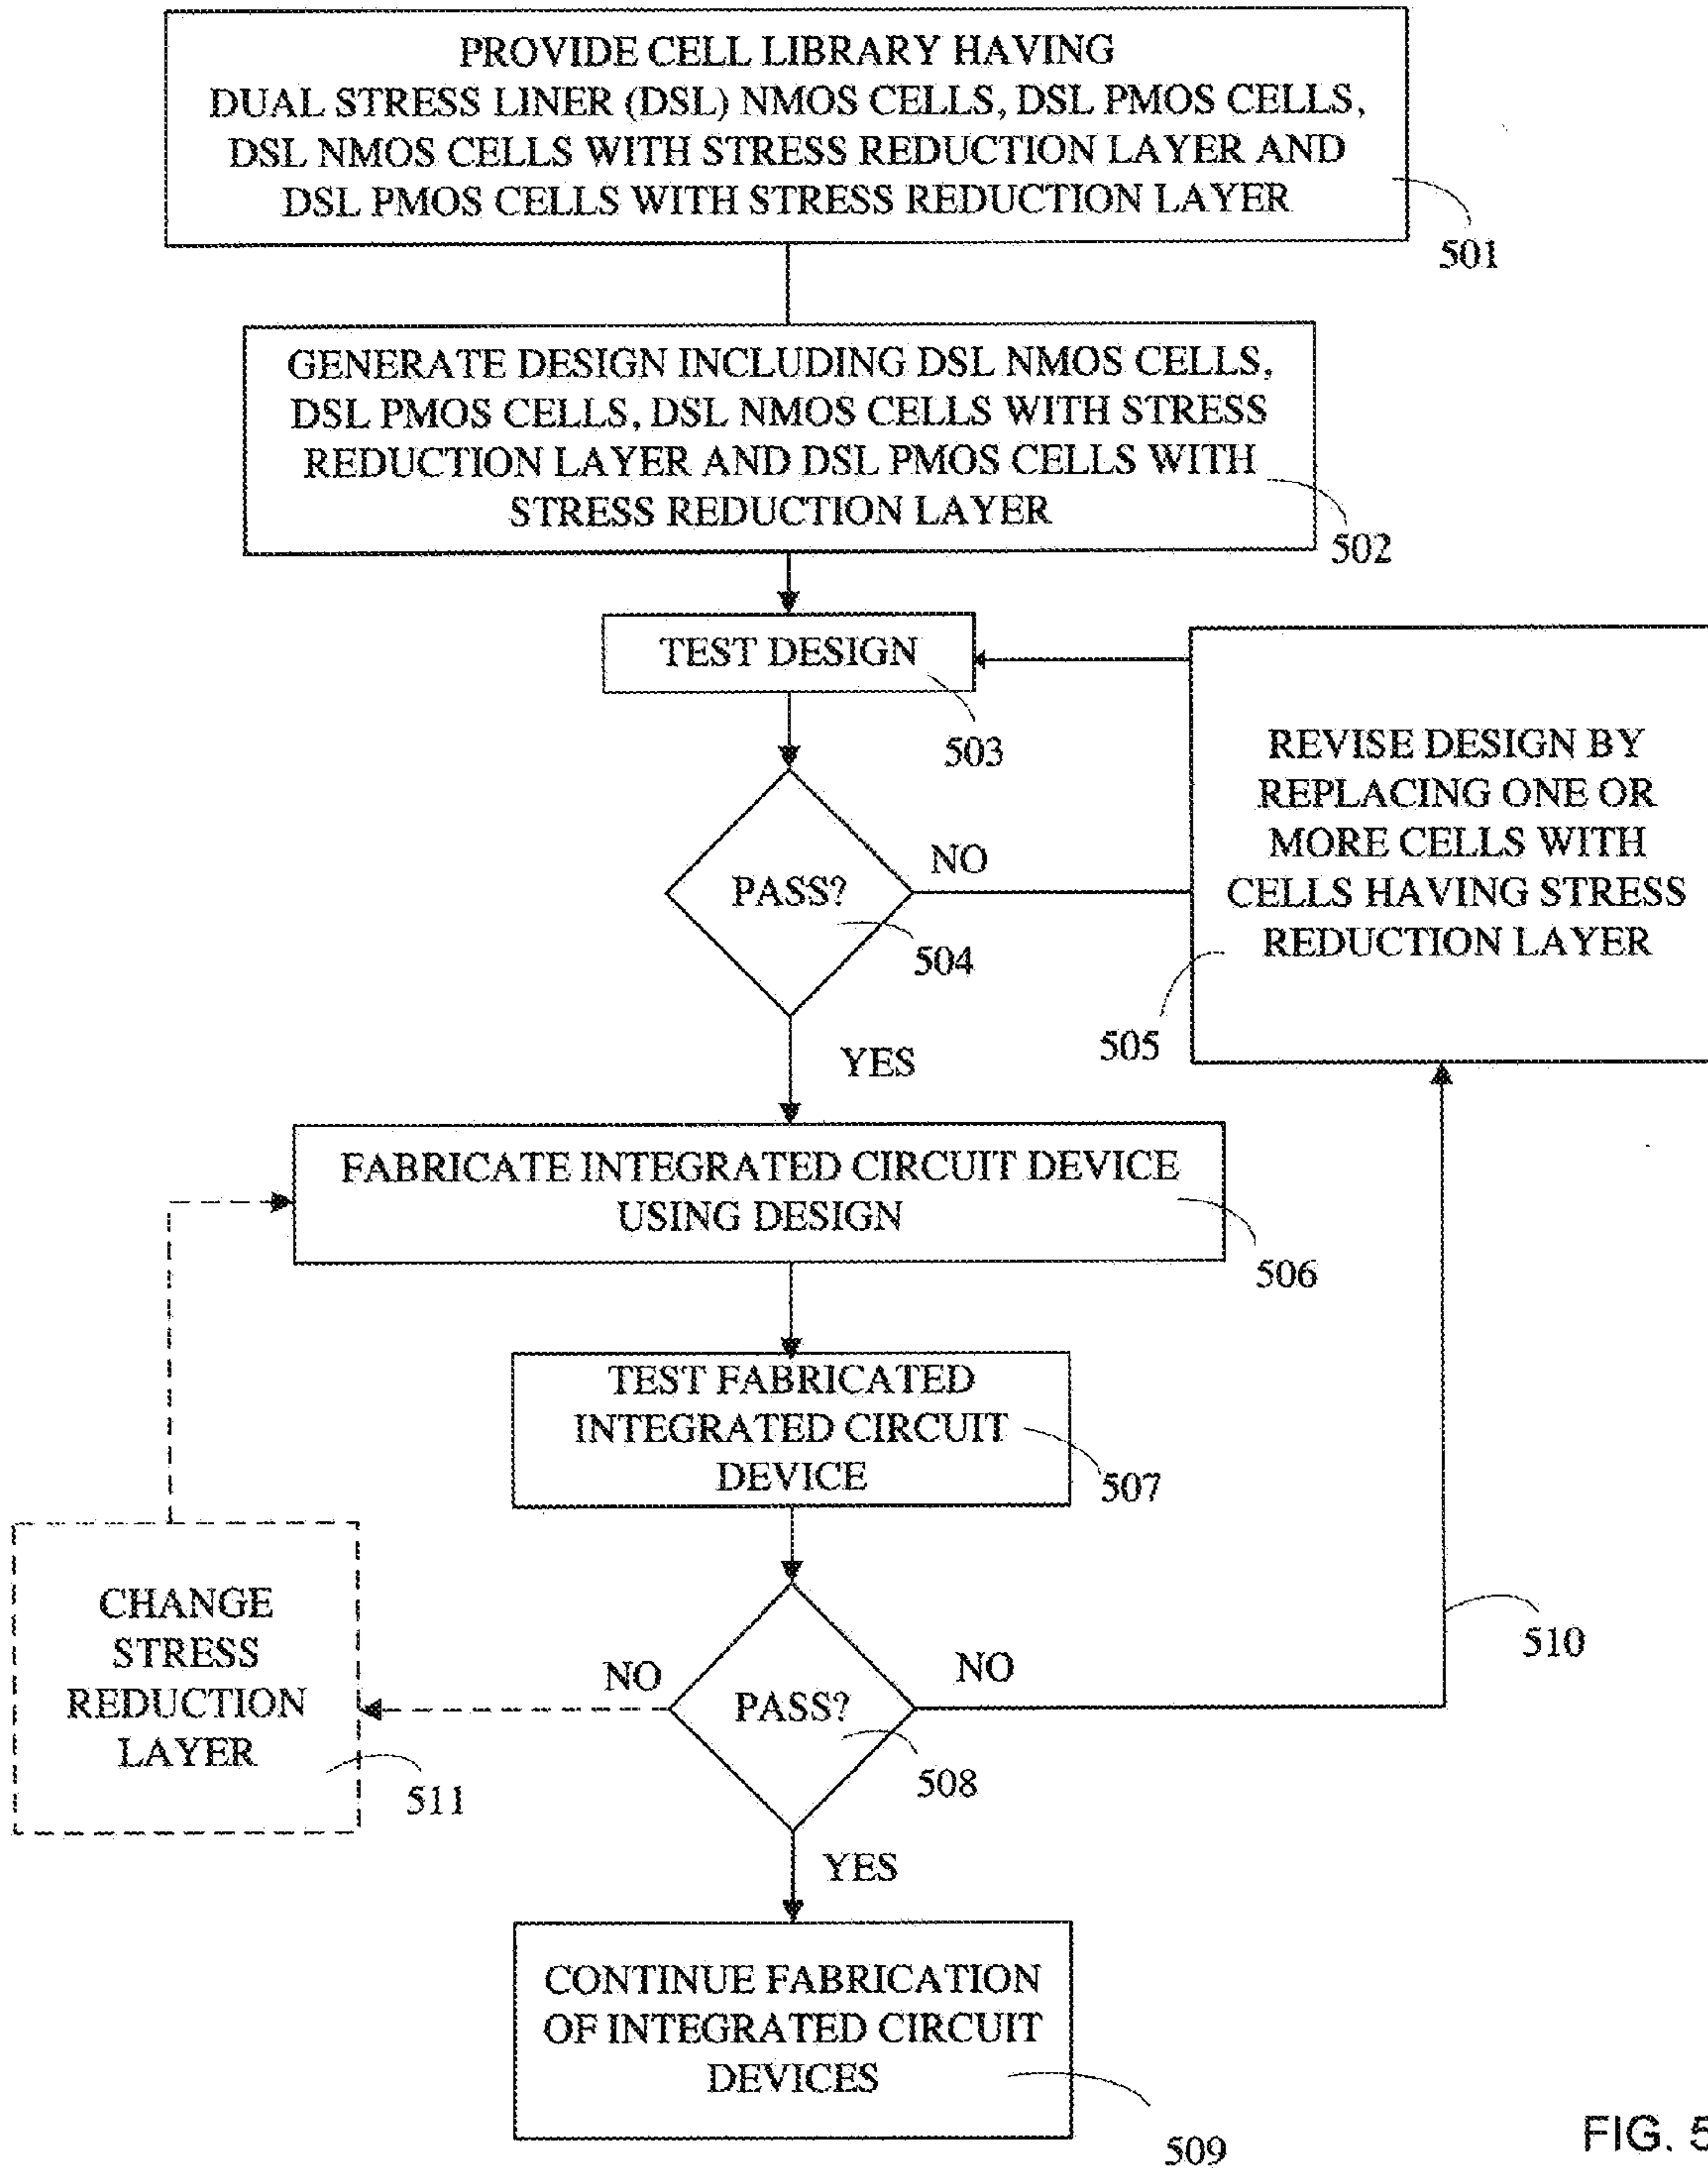 PROVIDE CELL LIBRARY HAVING
DUAL STRESS LINER (DSL) NMOS CELLS, DSL PMOS CELLS,
DSL NMOS CELLS WITH STRESS REDUCTION LAYER AND
DSL PMOS CELLS WITH STRESS REDUCTION LAYER
501
GENERATE DESIGN INCLUDING DSL NMOS CELLS,
DSL PMOS CELLS, DSL NMOS CELLS WITH STRESS
REDUCTION LAYER AND DSL PMOS CELLS WITH
STRESS REDUCTION LAYER
502
TEST DESIGN
503
REVISE DESIGN BY
REPLACING ONE OR
MORE CELLS WITH
CELLS HAVING STRESS
REDUCTION LAYER
505
PASS?
NO
504
YES
FABRICATE INTEGRATED CIRCUIT DEVICE
USING DESIGN
506
TEST FABRICATED
INTEGRATED CIRCUIT
DEVICE
507
CHANGE
STRESS
REDUCTION
LAYER
511
NO
PASS?
NO
508
510
YES
CONTINUE FABRICATION
OF INTEGRATED CIRCUIT
DEVICES
509
FIG. 5